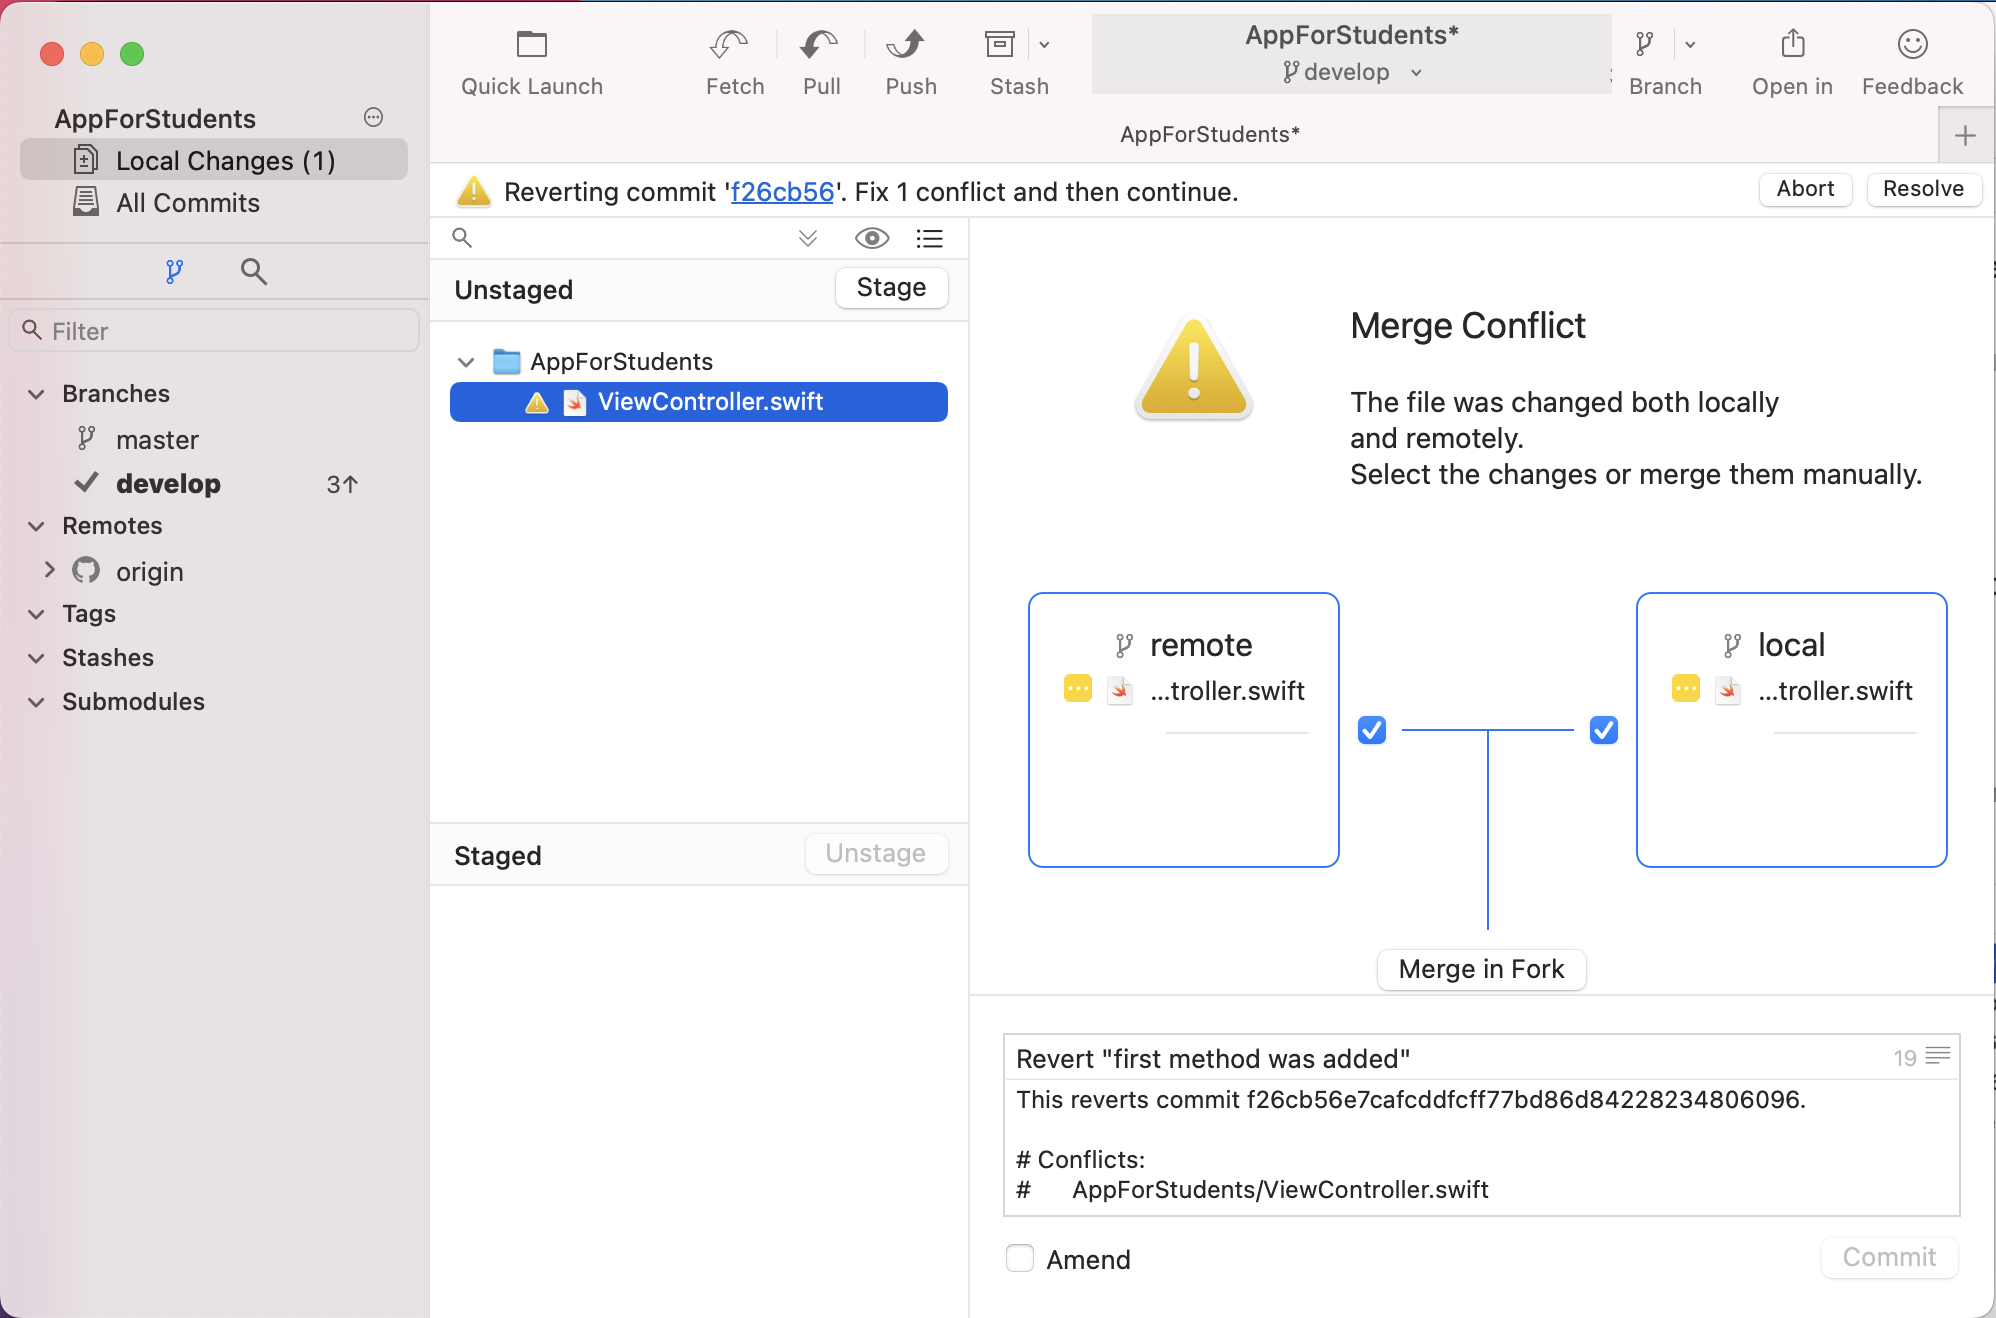 Quick Launch
Fetch
Pull
Push
Stash
AppForStudents*
develop
Branch
Open in
Feedback
AppForStudents
Local Changes (1)
All Commits
AppForStudents*
Reverting commit 'f26cb56'. Fix 1 conflict and then continue.
Abort
Resolve
Filter
Branches
master
develop 3↑
Remotes
origin
Tags
Stashes
Submodules
Unstaged
Stage
AppForStudents
ViewController.swift
Staged
Unstage
Merge Conflict
The file was changed both locally
and remotely.
Select the changes or merge them manually.
remote
...troller.swift
local
...troller.swift
Merge in Fork
Revert "first method was added"
19
This reverts commit f26cb56e7cafcddfcff77bd86d84228234806096.
# Conflicts:
# AppForStudents/ViewController.swift
Amend
Commit